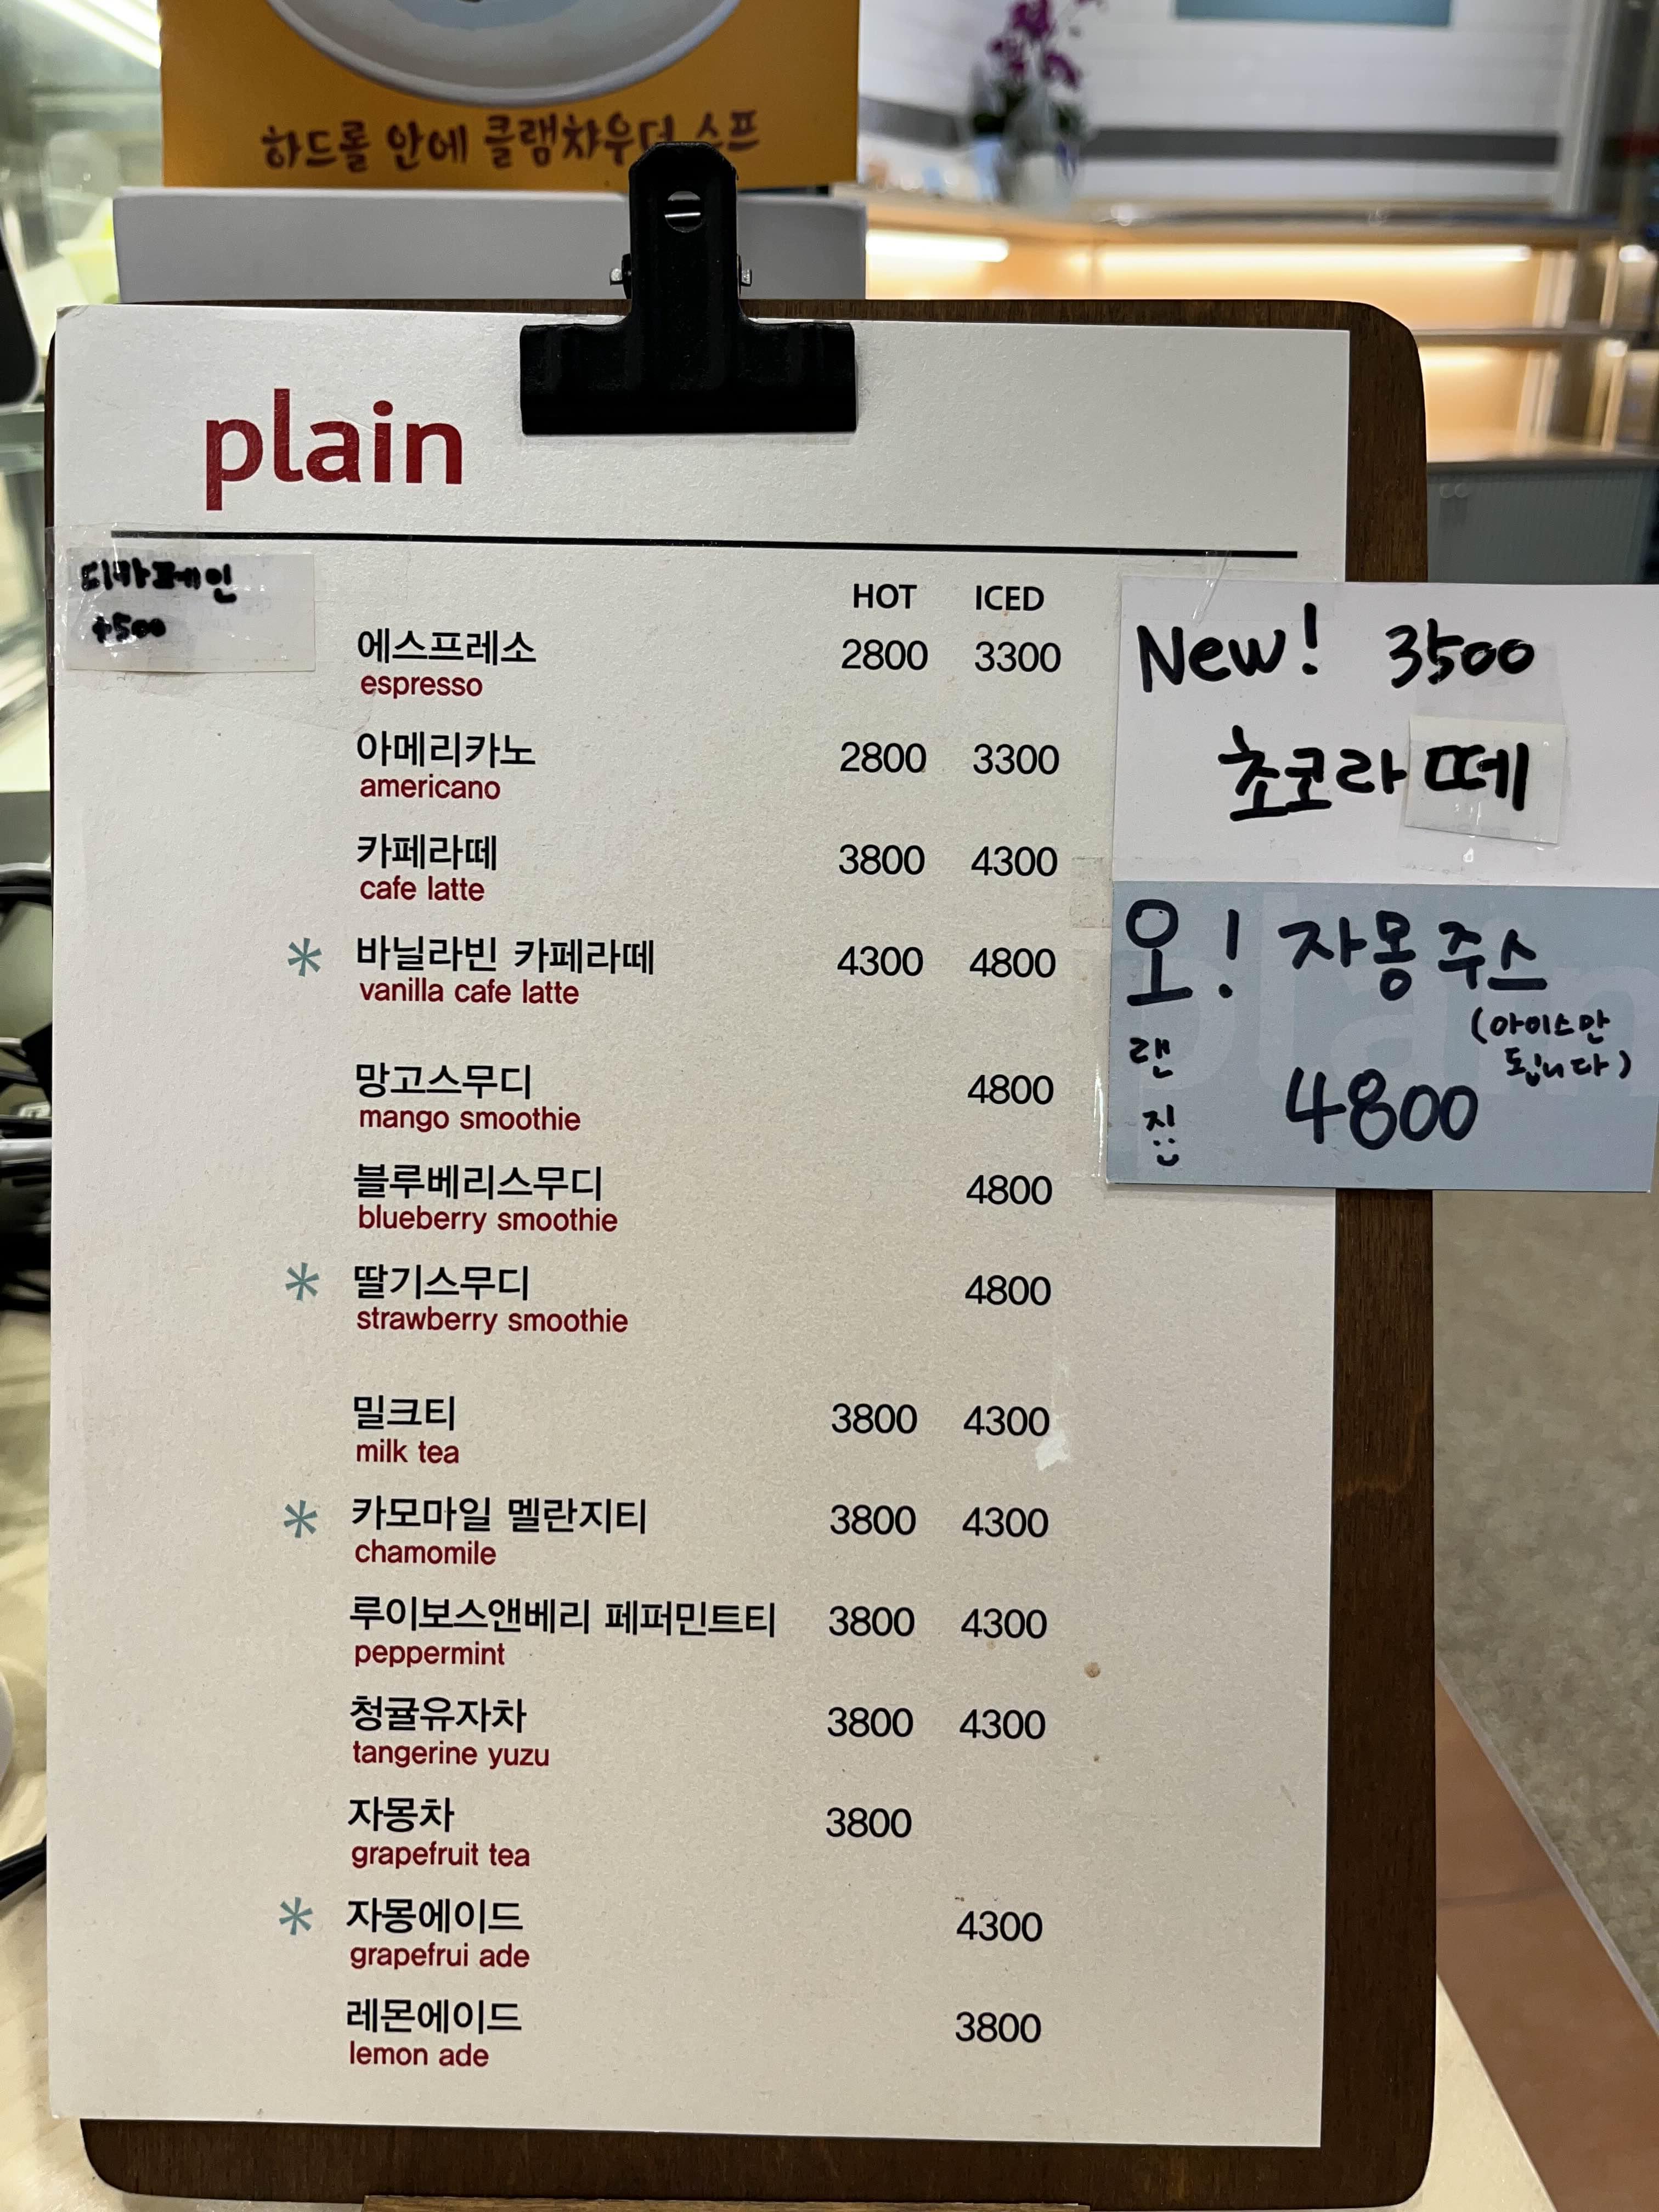 하드롤 안에 클램차우더 스프
plain
디카페인
+500
HOT ICED
에스프레소 2800 3300
espresso
아메리카노 2800 3300
americano
카페라떼 3800 4300
cafe latte
* 바닐라빈 카페라떼 4300 4800
vanilla cafe latte
망고스무디 4800
mango smoothie
블루베리스무디 4800
blueberry smoothie
* 딸기스무디 4800
strawberry smoothie
밀크티 3800 4300
milk tea
* 카모마일 멜란지티 3800 4300
chamomile
루이보스앤베리 페퍼민트티 3800 4300
peppermint
청귤유자차 3800 4300
tangerine yuzu
자몽차 3800
grapefruit tea
* 자몽에이드 4300
grapefrui ade
레몬에이드 3800
lemon ade
New! 3500
초코라떼
오! 자몽주스
(아이스만
됩니다)
랜
지
4800
plain